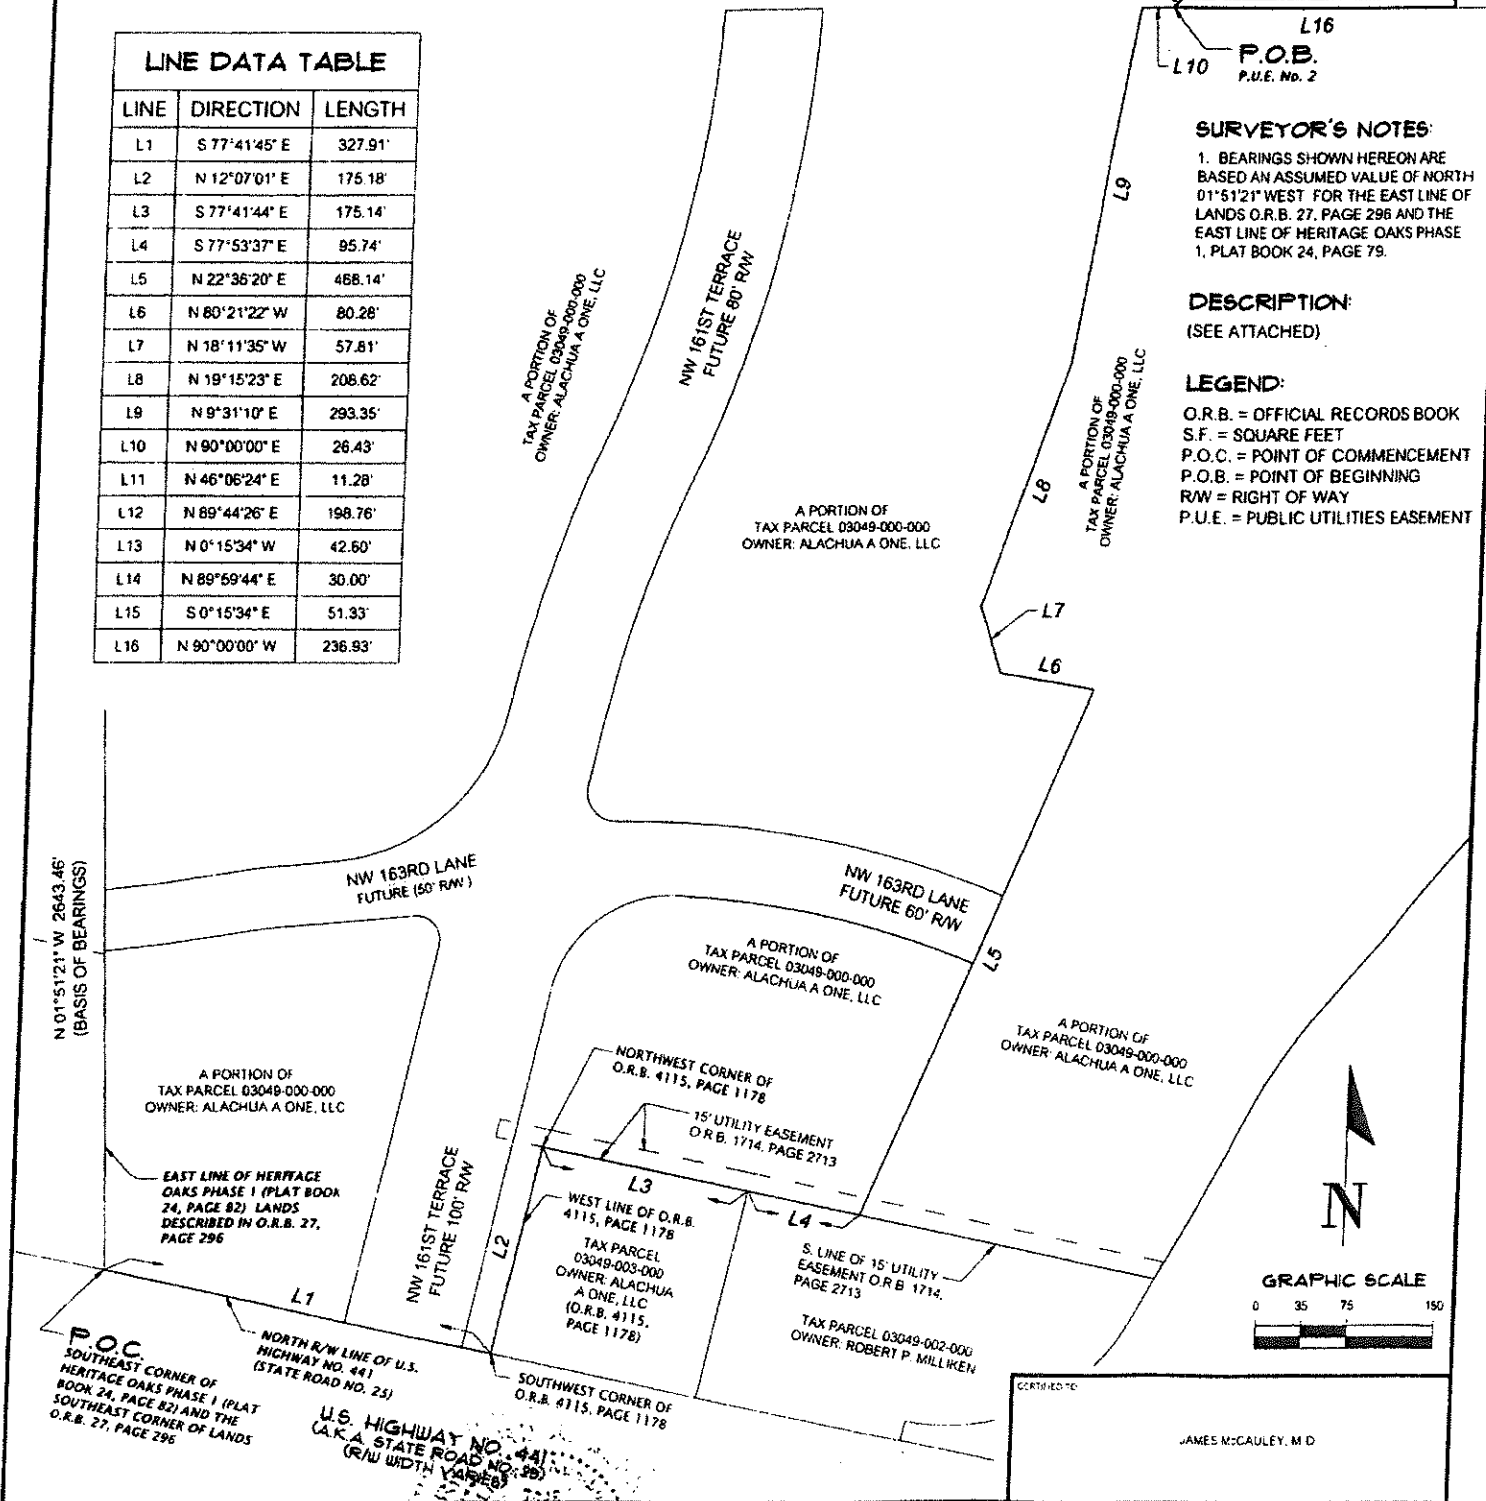 LINE DATA TABLE
LINE DIRECTION LENGTH
L1 S 77°41'45" E 327.91'
L2 N 12°07'01" E 175.18'
L3 S 77°41'44" E 175.14'
L4 S 77°53'37" E 95.74'
L5 N 22°36'20" E 468.14'
L6 N 80°21'22" W 80.28'
L7 N 18°11'35" W 57.81'
L8 N 19°15'23" E 208.62'
L9 N 9°31'10" E 293.35'
L10 N 90°00'00" E 26.43'
L11 N 46°06'24" E 11.28'
L12 N 89°44'26" E 198.76'
L13 N 0°15'34" W 42.60'
L14 N 89°59'44" E 30.00'
L15 S 0°15'34" E 51.33'
L16 N 90°00'00" W 236.93'
L16
L10
P.O.B.
P.U.E. No. 2
SURVEYOR'S NOTES:
1. BEARINGS SHOWN HEREON ARE
BASED AN ASSUMED VALUE OF NORTH
01°51'21" WEST FOR THE EAST LINE OF
LANDS O.R.B. 27, PAGE 296 AND THE
EAST LINE OF HERITAGE OAKS PHASE
1, PLAT BOOK 24, PAGE 79.
DESCRIPTION:
(SEE ATTACHED)
LEGEND:
O.R.B. = OFFICIAL RECORDS BOOK
S.F. = SQUARE FEET
P.O.C. = POINT OF COMMENCEMENT
P.O.B. = POINT OF BEGINNING
R/W = RIGHT OF WAY
P.U.E. = PUBLIC UTILITIES EASEMENT
L9
A PORTION OF
TAX PARCEL 03049-000-000
OWNER: ALACHUA A ONE, LLC
NW 161ST TERRACE
FUTURE 80' R/W
A PORTION OF
TAX PARCEL 03049-000-000
OWNER: ALACHUA A ONE, LLC
L8
A PORTION OF
TAX PARCEL 03049-000-000
OWNER: ALACHUA A ONE, LLC
L7
L6
N 01°51'21" W 2643.46'
(BASIS OF BEARINGS)
NW 163RD LANE
FUTURE (50' R/W )
NW 163RD LANE
FUTURE 60' R/W
L5
A PORTION OF
TAX PARCEL 03049-000-000
OWNER: ALACHUA A ONE, LLC
A PORTION OF
TAX PARCEL 03049-000-000
OWNER: ALACHUA A ONE, LLC
A PORTION OF
TAX PARCEL 03049-000-000
OWNER: ALACHUA A ONE, LLC
NORTHWEST CORNER OF
O.R.B. 4115, PAGE 1178
15' UTILITY EASEMENT
O.R.B. 1714, PAGE 2713
EAST LINE OF HERITAGE
OAKS PHASE 1 (PLAT BOOK
24, PAGE 82) LANDS
DESCRIBED IN O.R.B. 27,
PAGE 296
NW 161ST TERRACE
FUTURE 100' R/W
L2
L3
WEST LINE OF O.R.B.
4115, PAGE 1178
L4
TAX PARCEL
03049-003-000
OWNER: ALACHUA
A ONE, LLC
(O.R.B. 4115,
PAGE 1178)
S. LINE OF 15' UTILITY
EASEMENT O.R.B. 1714,
PAGE 2713
TAX PARCEL 03049-002-000
OWNER: ROBERT P. MILLIKEN
N
GRAPHIC SCALE
0 35 75 150
L1
P.O.C.
SOUTHEAST CORNER OF
HERITAGE OAKS PHASE 1 (PLAT
BOOK 24, PAGE 82) AND THE
SOUTHEAST CORNER OF LANDS
O.R.B. 27, PAGE 296
NORTH R/W LINE OF U.S.
HIGHWAY NO. 441
(STATE ROAD NO. 25)
SOUTHWEST CORNER OF
O.R.B. 4115, PAGE 1178
U.S. HIGHWAY NO. 441
(A.K.A. STATE ROAD NO. 25)
(R/W WIDTH VARIES)
CERTIFIED TO:
JAMES McCAULEY, M.D